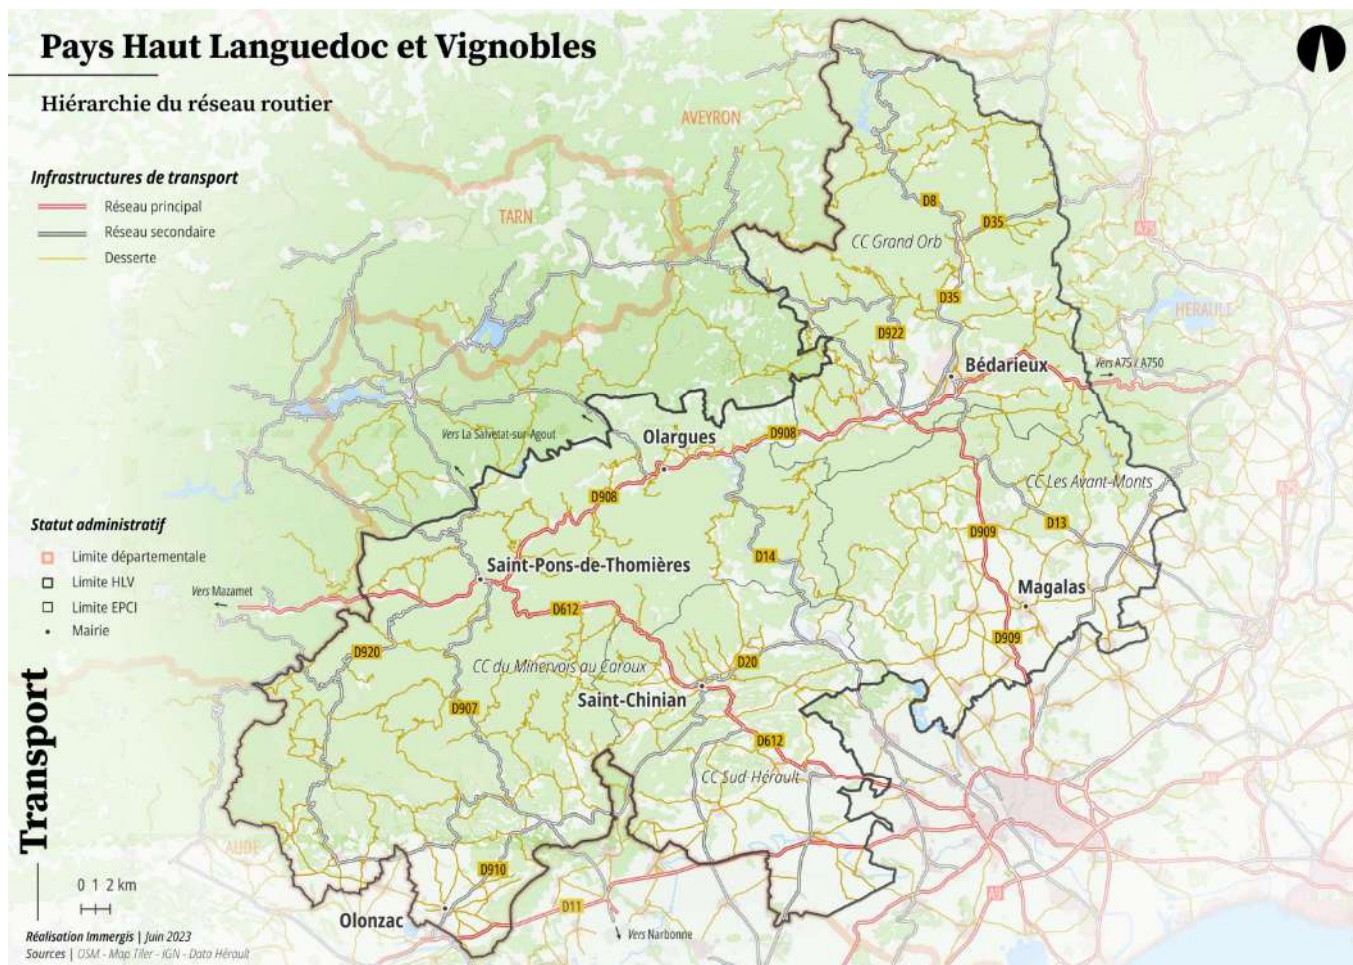 Pays Haut Languedoc et Vignobles
Hiérarchie du réseau routier
Infrastructures de transport
Réseau principal
Réseau secondaire
Desserte
AVEYRON
TARN
D8
D35
A75
CC Grand Orb
D35
HERAULT
D922
Bédarieux
Vers A75 / A750
Vers La Salvetat-sur-Agout
Olargues
D908
D908
CC Les Avant-Monts
D909
D13
Statut administratif
Limite départementale
Limite HLV
Limite EPCI
Mairie
D14
Saint-Pons-de-Thomières
Vers Mazamet
Magalas
D612
D909
D920
CC du Minervois au Caroux
D20
Saint-Chinian
D907
D612
CC Sud-Hérault
Transport
AUDE
D910
0 1 2 km
A9
D11
Olonzac
Vers Narbonne
Réalisation Immergis | Juin 2023
Sources | OSM - Map Tiler - IGN - Data Hérault